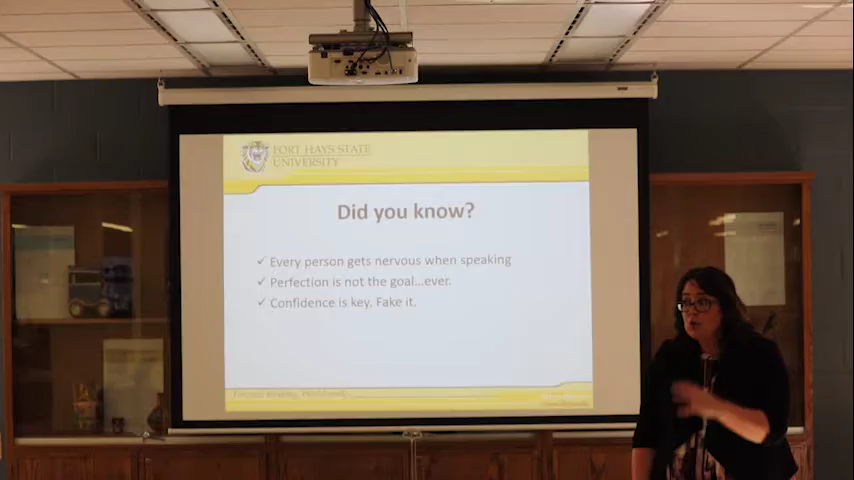 FORT HAYS STATE
UNIVERSITY
Did you know?
✓ Every person gets nervous when speaking
✓ Perfection is not the goal...ever.
✓ Confidence is key. Fake it.